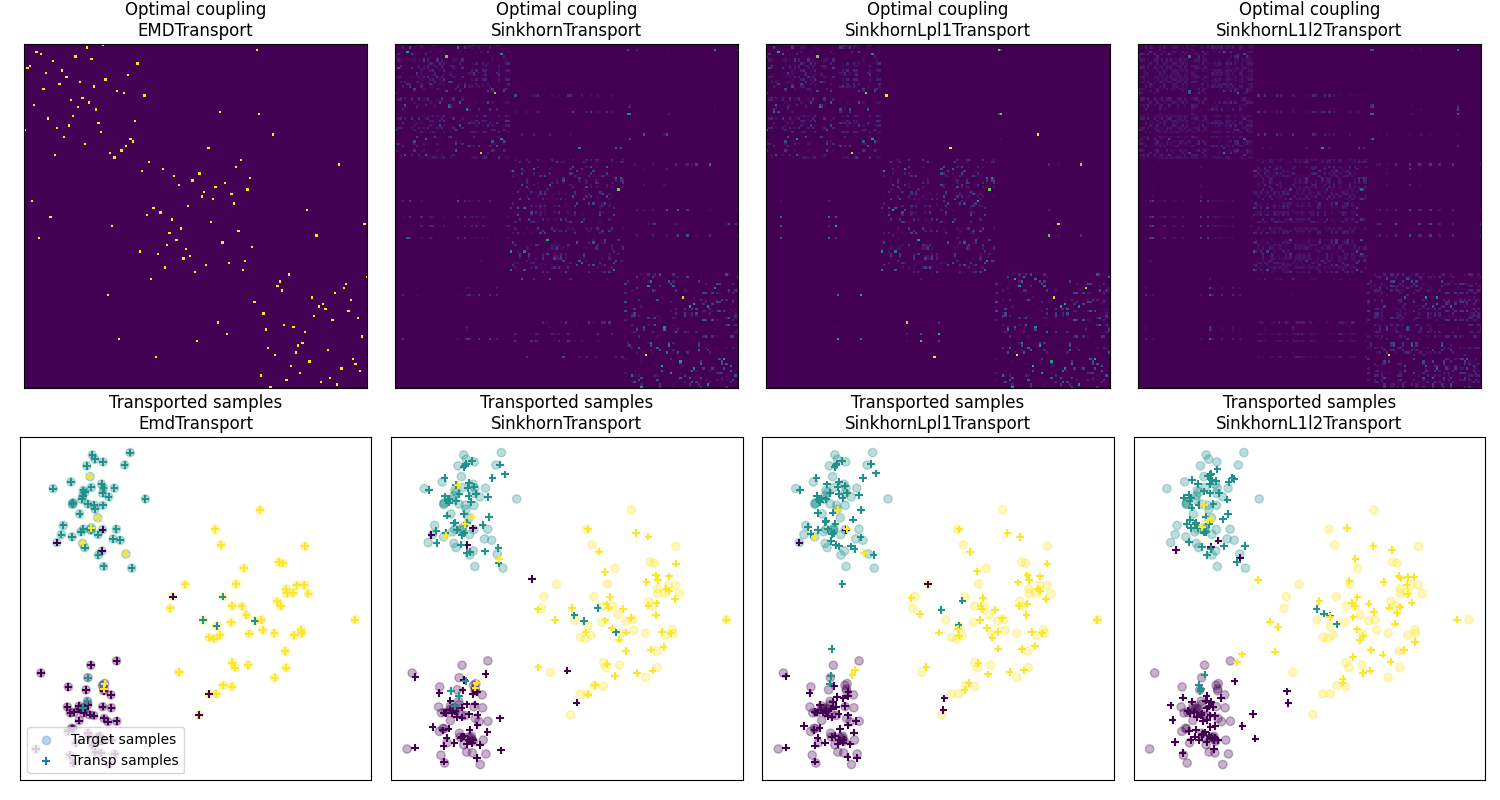 Optimal coupling
EMDTransport
Optimal coupling
SinkhornTransport
Optimal coupling
SinkhornLpl1Transport
Optimal coupling
SinkhornL1l2Transport
Transported samples
EmdTransport
Transported samples
SinkhornTransport
Transported samples
SinkhornLpl1Transport
Transported samples
SinkhornL1l2Transport
Target samples
Transp samples